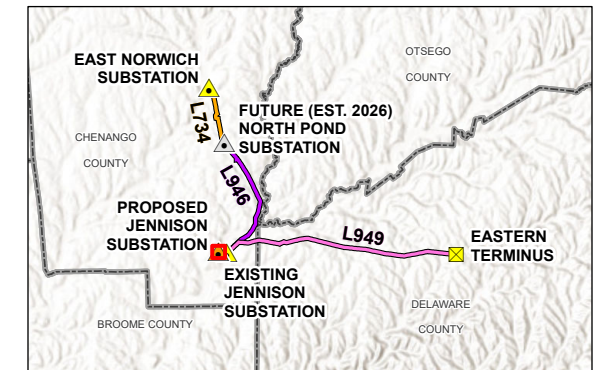 OTSEGO
COUNTY
EAST NORWICH
SUBSTATION
L734
FUTURE (EST. 2026)
NORTH POND
SUBSTATION
CHENANGO
COUNTY
L946
PROPOSED
JENNISON
SUBSTATION
L949
EASTERN
TERMINUS
EXISTING
JENNISON
SUBSTATION
DELAWARE
COUNTY
BROOME COUNTY